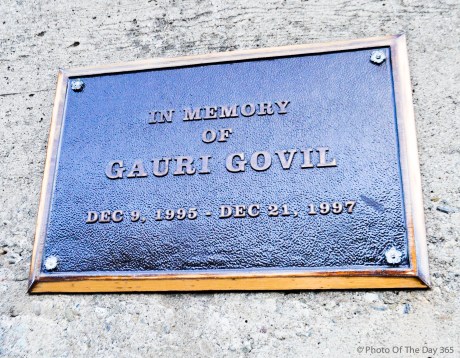 IN MEMORY
OF
GAURI GOVIL
DEC 9, 1995 - DEC 21, 1997
© Photo Of The Day 365